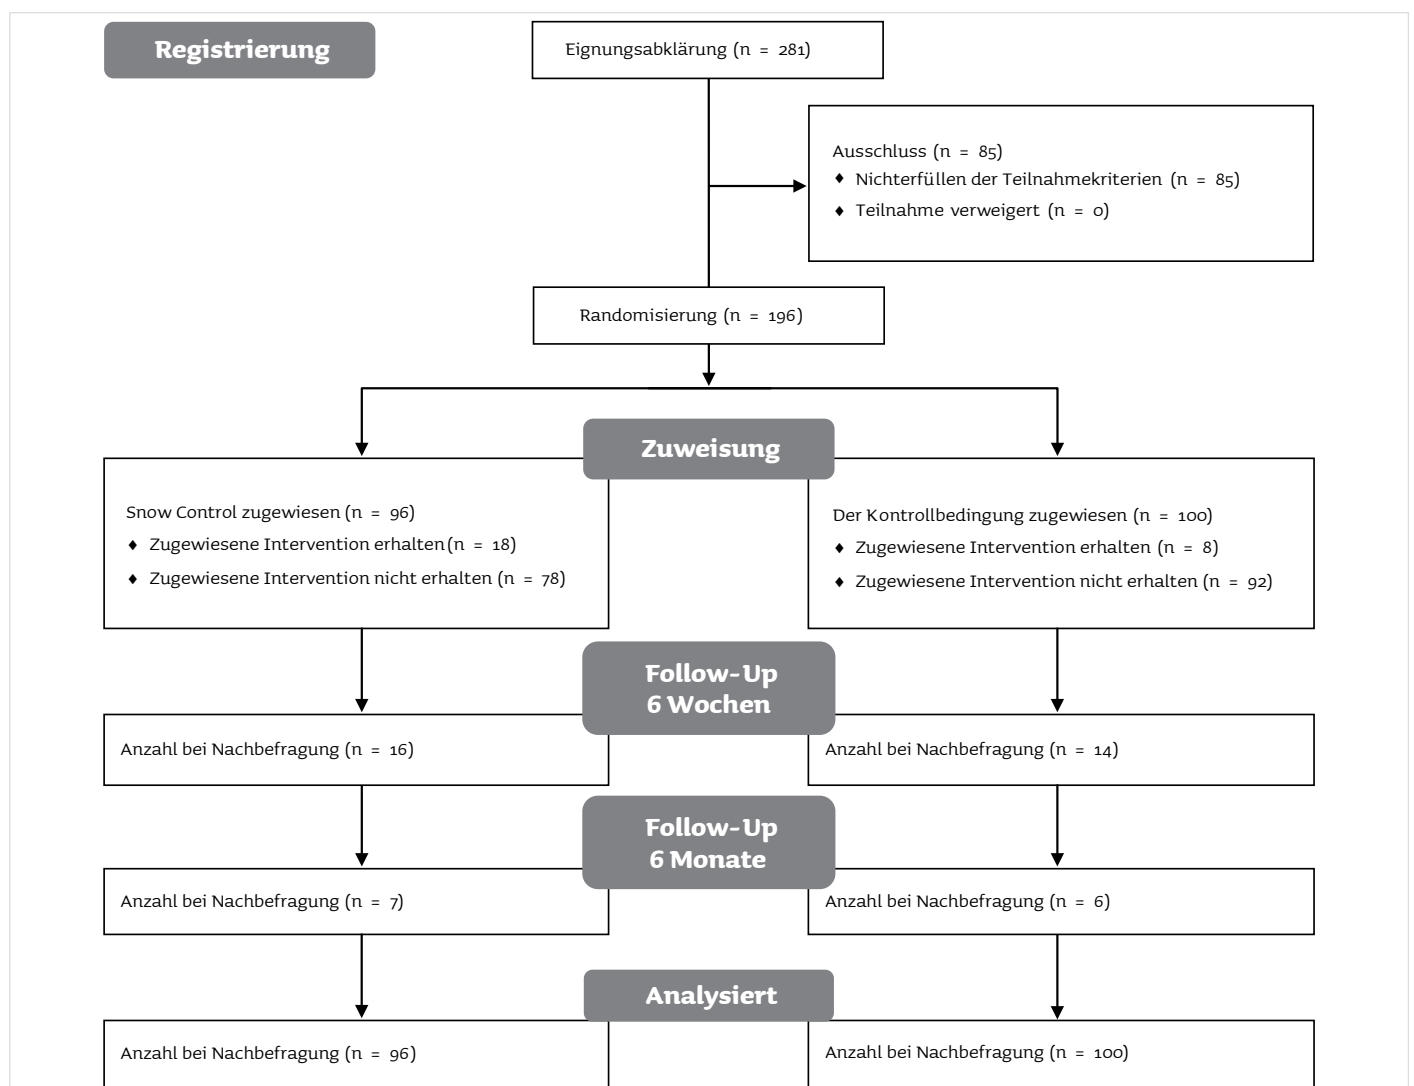 Registrierung
Eignungsabklärung (n = 281)
Ausschluss (n = 85)
♦ Nichterfüllen der Teilnahmekriterien (n = 85)
♦ Teilnahme verweigert (n = 0)
Randomisierung (n = 196)
Zuweisung
Snow Control zugewiesen (n = 96)
♦ Zugewiesene Intervention erhalten (n = 18)
♦ Zugewiesene Intervention nicht erhalten (n = 78)
Der Kontrollbedingung zugewiesen (n = 100)
♦ Zugewiesene Intervention erhalten (n = 8)
♦ Zugewiesene Intervention nicht erhalten (n = 92)
Follow-Up
6 Wochen
Anzahl bei Nachbefragung (n = 16)
Anzahl bei Nachbefragung (n = 14)
Follow-Up
6 Monate
Anzahl bei Nachbefragung (n = 7)
Anzahl bei Nachbefragung (n = 6)
Analysiert
Anzahl bei Nachbefragung (n = 96)
Anzahl bei Nachbefragung (n = 100)